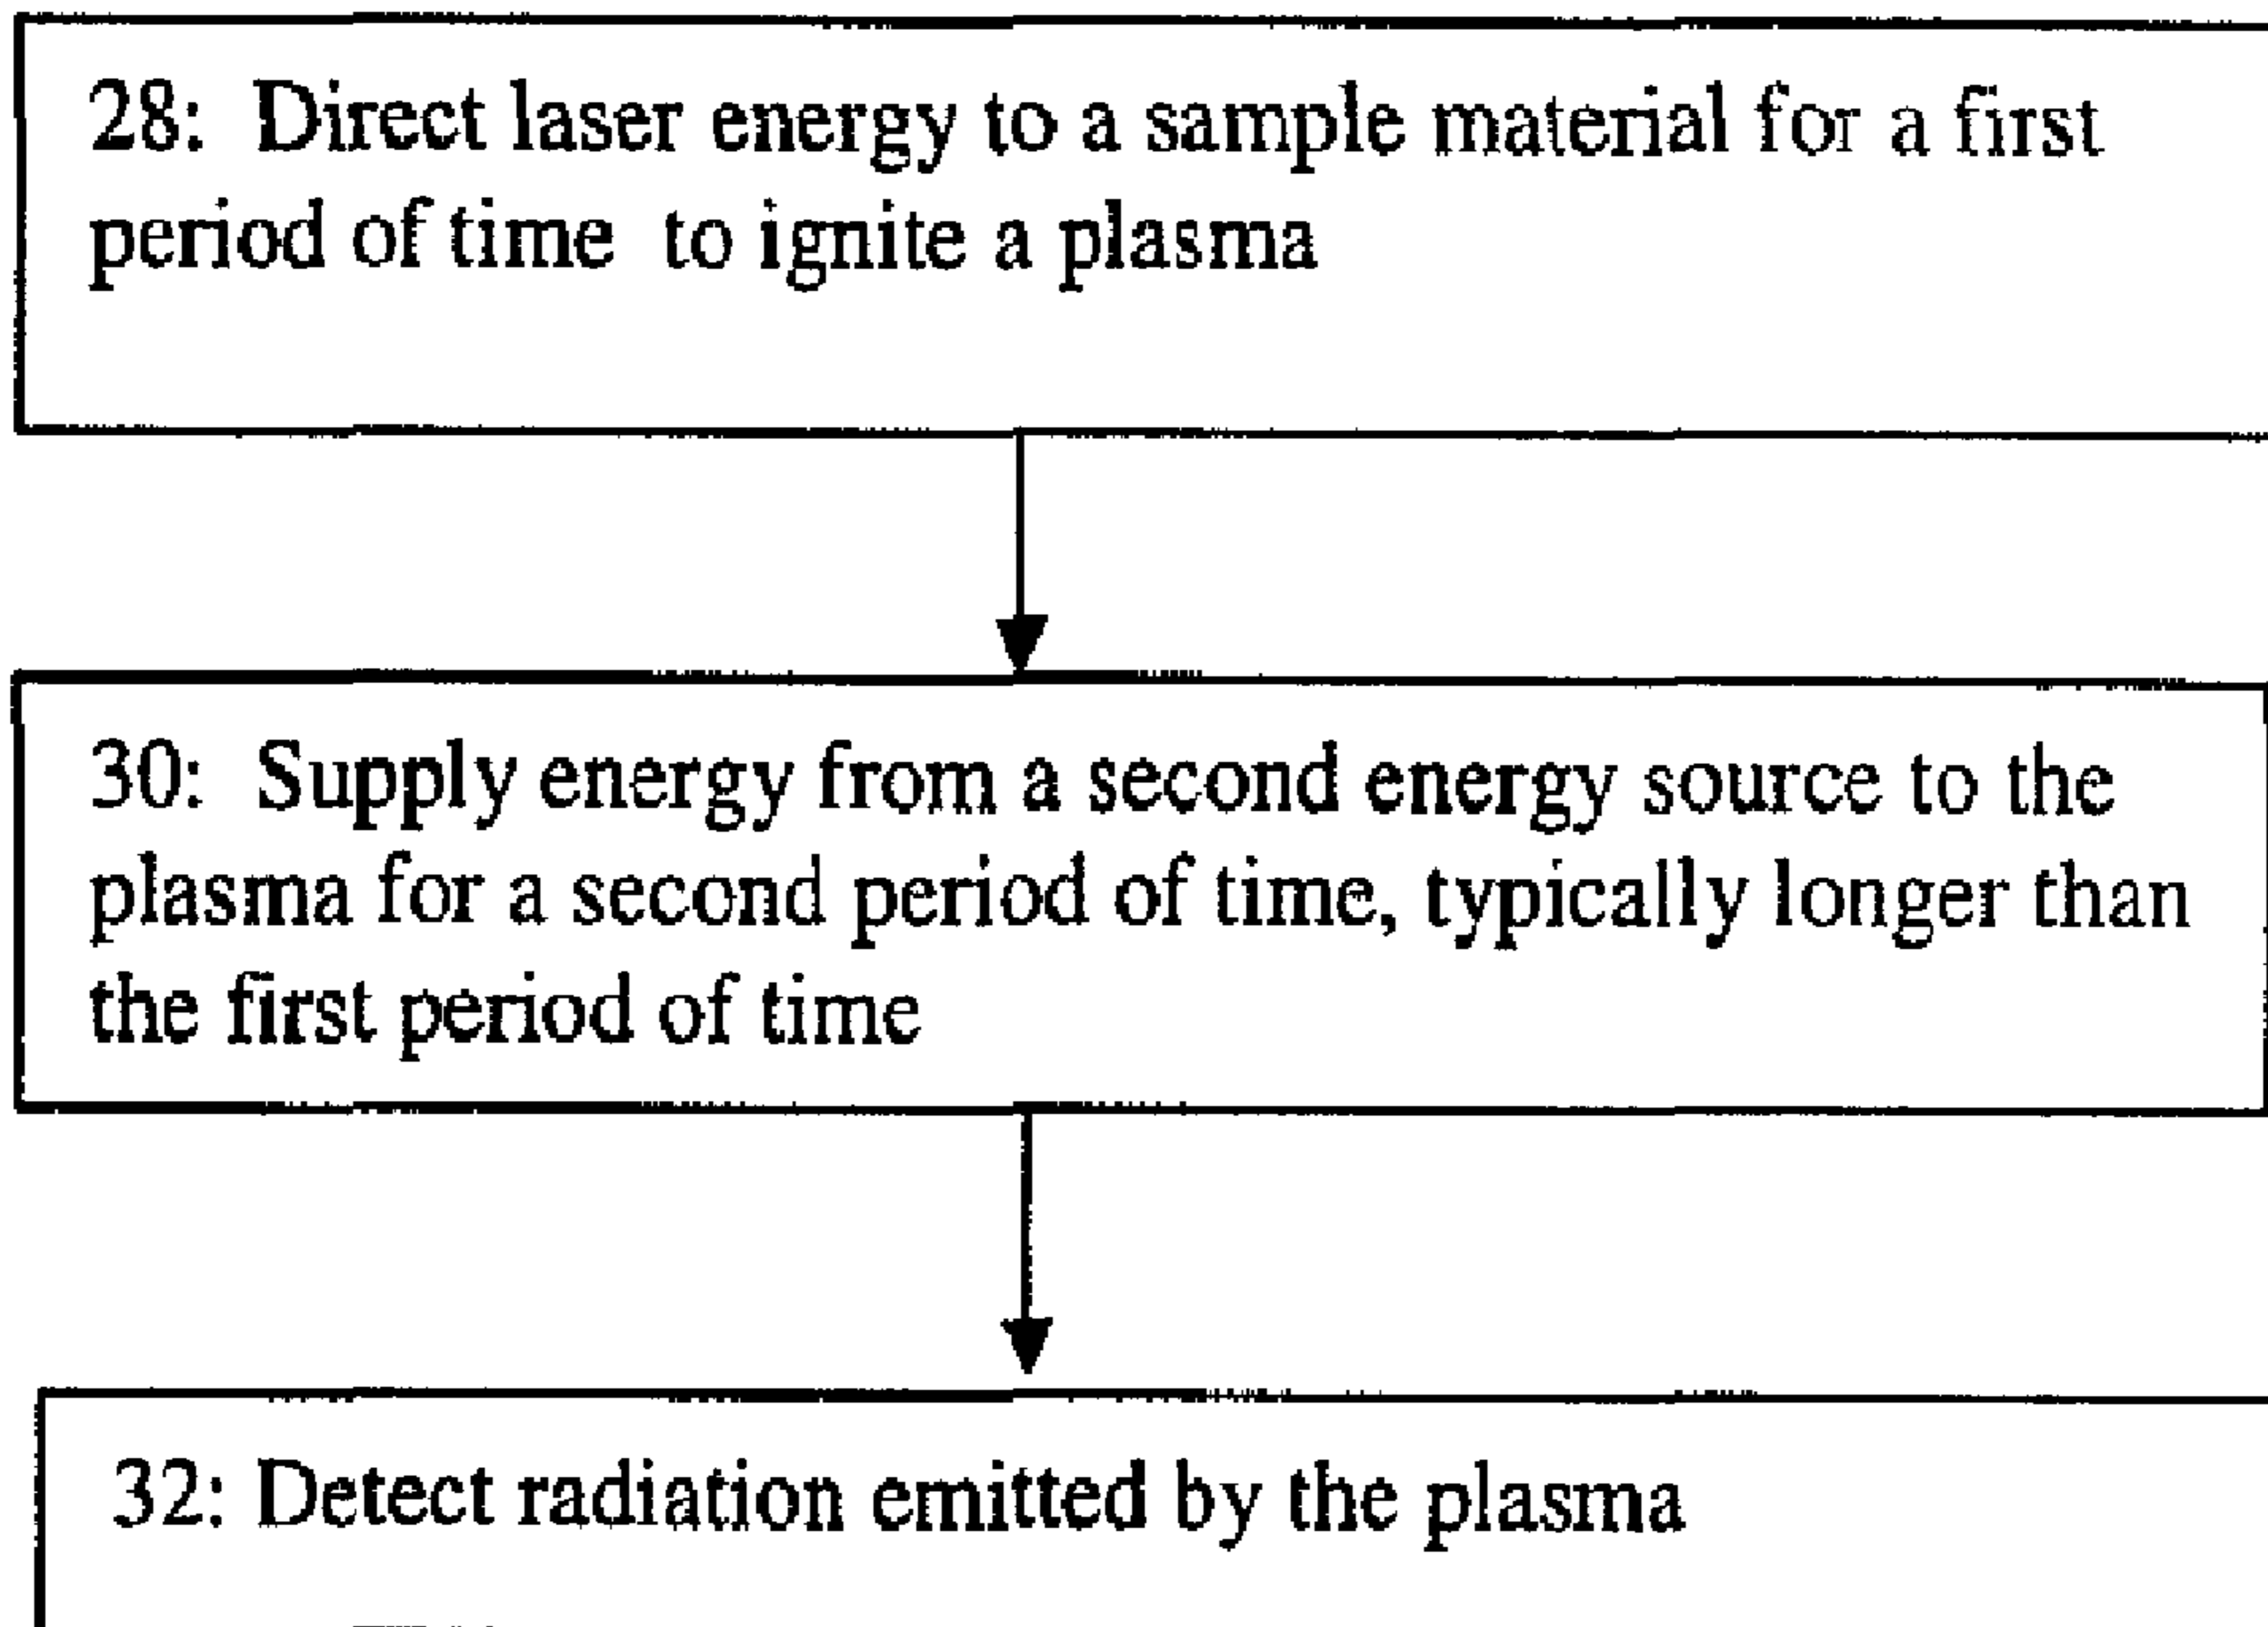 28: Direct laser energy to a sample material for a first
period of time to ignite a plasma
30: Supply energy from a second energy source to the
plasma for a second period of time, typically longer than
the first period of time
32: Detect radiation emitted by the plasma